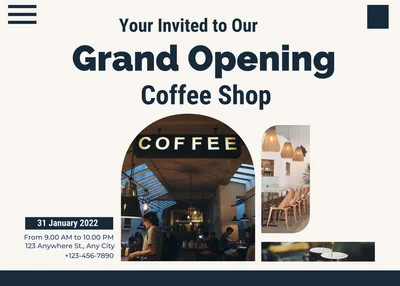 Your Invited to Our
Grand Opening
Coffee Shop
COFFEE
31 January 2022
From 9.00 AM to 10.00 PM
123 Anywhere St., Any City
+123-456-7890